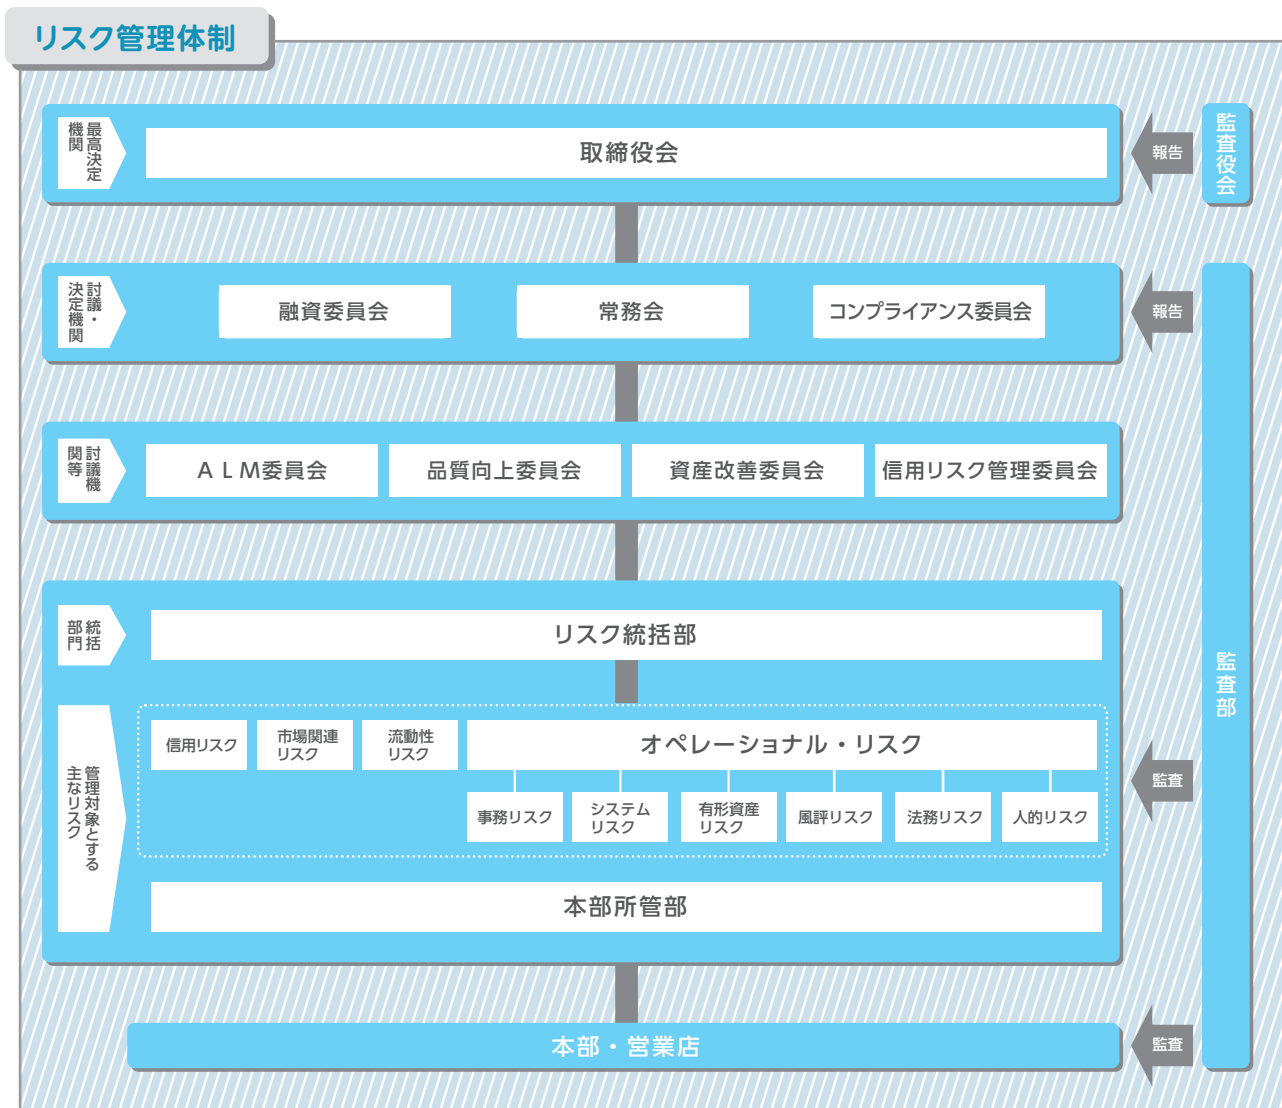 リスク管理体制
最高決定
機関
取締役会
報告
監査役会
討議・
決定機関
融資委員会
常務会
コンプライアンス委員会
報告
討議機
関等
ＡＬＭ委員会
品質向上委員会
資産改善委員会
信用リスク管理委員会
統括
部門
リスク統括部
監査部
管理対象とする
主なリスク
信用リスク
市場関連
リスク
流動性
リスク
オペレーショナル・リスク
事務リスク
システム
リスク
有形資産
リスク
風評リスク
法務リスク
人的リスク
監査
本部所管部
本部・営業店
監査